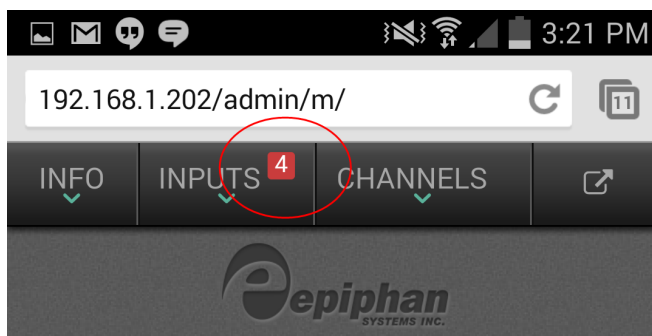 3:21 PM
192.168.1.202/admin/m/
11
INFO INPUTS 4 CHANNELS
epiphan
SYSTEMS INC.